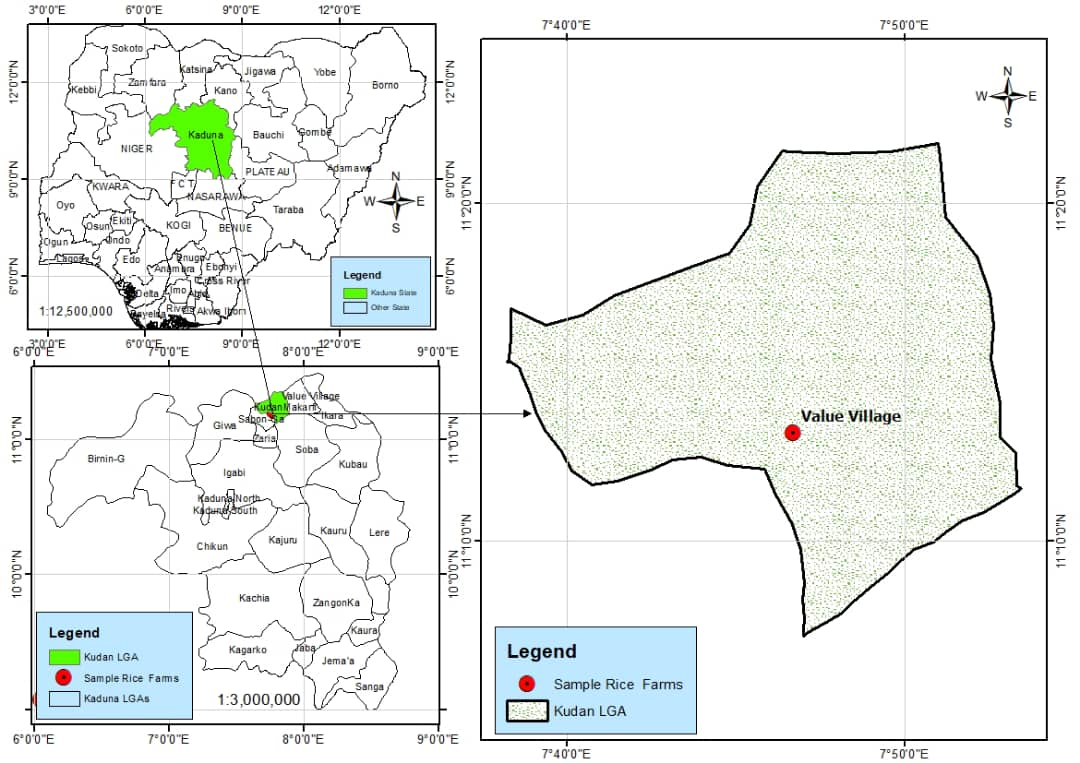 3°0'0"E 6°0'0"E 9°0'0"E 12°0'0"E
12°0'0"N
9°0'0"N
6°0'0"N
Sokoto
Katsina
Jigawa
Yobe
Borno
Kebbi
Zamfara
Kano
Kaduna
Bauchi
Gombe
NIGER
PLATEAU
Adamawa
KWARA
FCT
NASARAWA
Oyo
Taraba
Osun
Ekiti
KOGI
BENUE
Ogun
Ondo
Lagos
Edo
Enugu
Anambra
Ebonyi
Cross River
Delta
Imo
Abia
Bayelsa
Rivers
Akwa Ibom
N
W E
S
12°0'0"N
9°0'0"N
6°0'0"N
Legend
Kaduna State
Other State
1:12,500,000
3°0'0"E 6°0'0"E 9°0'0"E 12°0'0"E
6°0'0"E 7°0'0"E 8°0'0"E 9°0'0"E
11°0'0"N
10°0'0"N
Value Village
Kudan
Makarfi
Ikara
Sabon-Ga
Giwa
Zaria
Soba
Birnin-G
Igabi
Kubau
Kaduna North
Kaduna South
Kauru
Lere
Chikun
Kajuru
Kachia
ZangonKa
Kaura
Kagarko
Jaba
Jema'a
Sanga
11°0'0"N
10°0'0"N
Legend
Kudan LGA
Sample Rice Farms
Kaduna LGAs
1:3,000,000
6°0'0"E 7°0'0"E 8°0'0"E 9°0'0"E
7°40'0"E 7°50'0"E
N
W E
S
11°20'0"N
11°10'0"N
11°20'0"N
11°10'0"N
Value Village
Legend
Sample Rice Farms
Kudan LGA
7°40'0"E 7°50'0"E